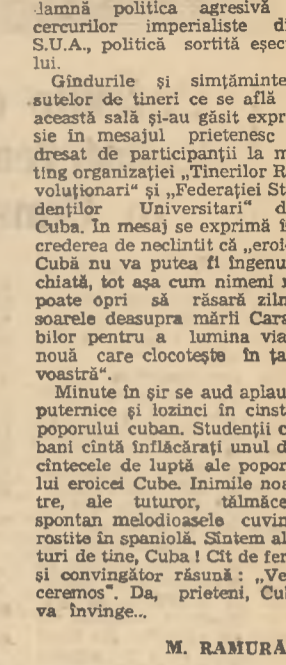 damnă politica agresivă
cercurilor imperialiste di
S.U.A., politică sortită eșec
lui.
Gîndurile și simțăminte
sutelor de tineri ce se află
această sală și-au găsit expr
sie în mesajul prietenesc
dresat de participanții la m
ting organizației „Tinerilor R
voluționari“ și „Federației St
denților Universitari“ d
Cuba. In mesaj se exprimă î
crederea de neclintit că „eroi
Cubă nu va putea fi îngenu
chiată, tot așa cum nimeni n
poate opri să răsară ziln
soarele deasupra mării Cara
bilor pentru a lumina via
nouă care clocotește în ța
voastră“.
Minute în șir se aud aplau
puternice și lozinci în cinst
poporului cuban. Studenții c
bani cîntă înflăcărați unul d
cîntecele de luptă ale popor
lui eroicei Cube. Inimile noa
tre, ale tuturor, tălmăce
spontan melodioasele cuvin
rostite în spaniolă. Sîntem al
turi de tine, Cuba ! Cît de fer
și convingător răsună : „Ve
ceremos“. Da, prieteni, Cu
va învinge...
M. RAMURĂ